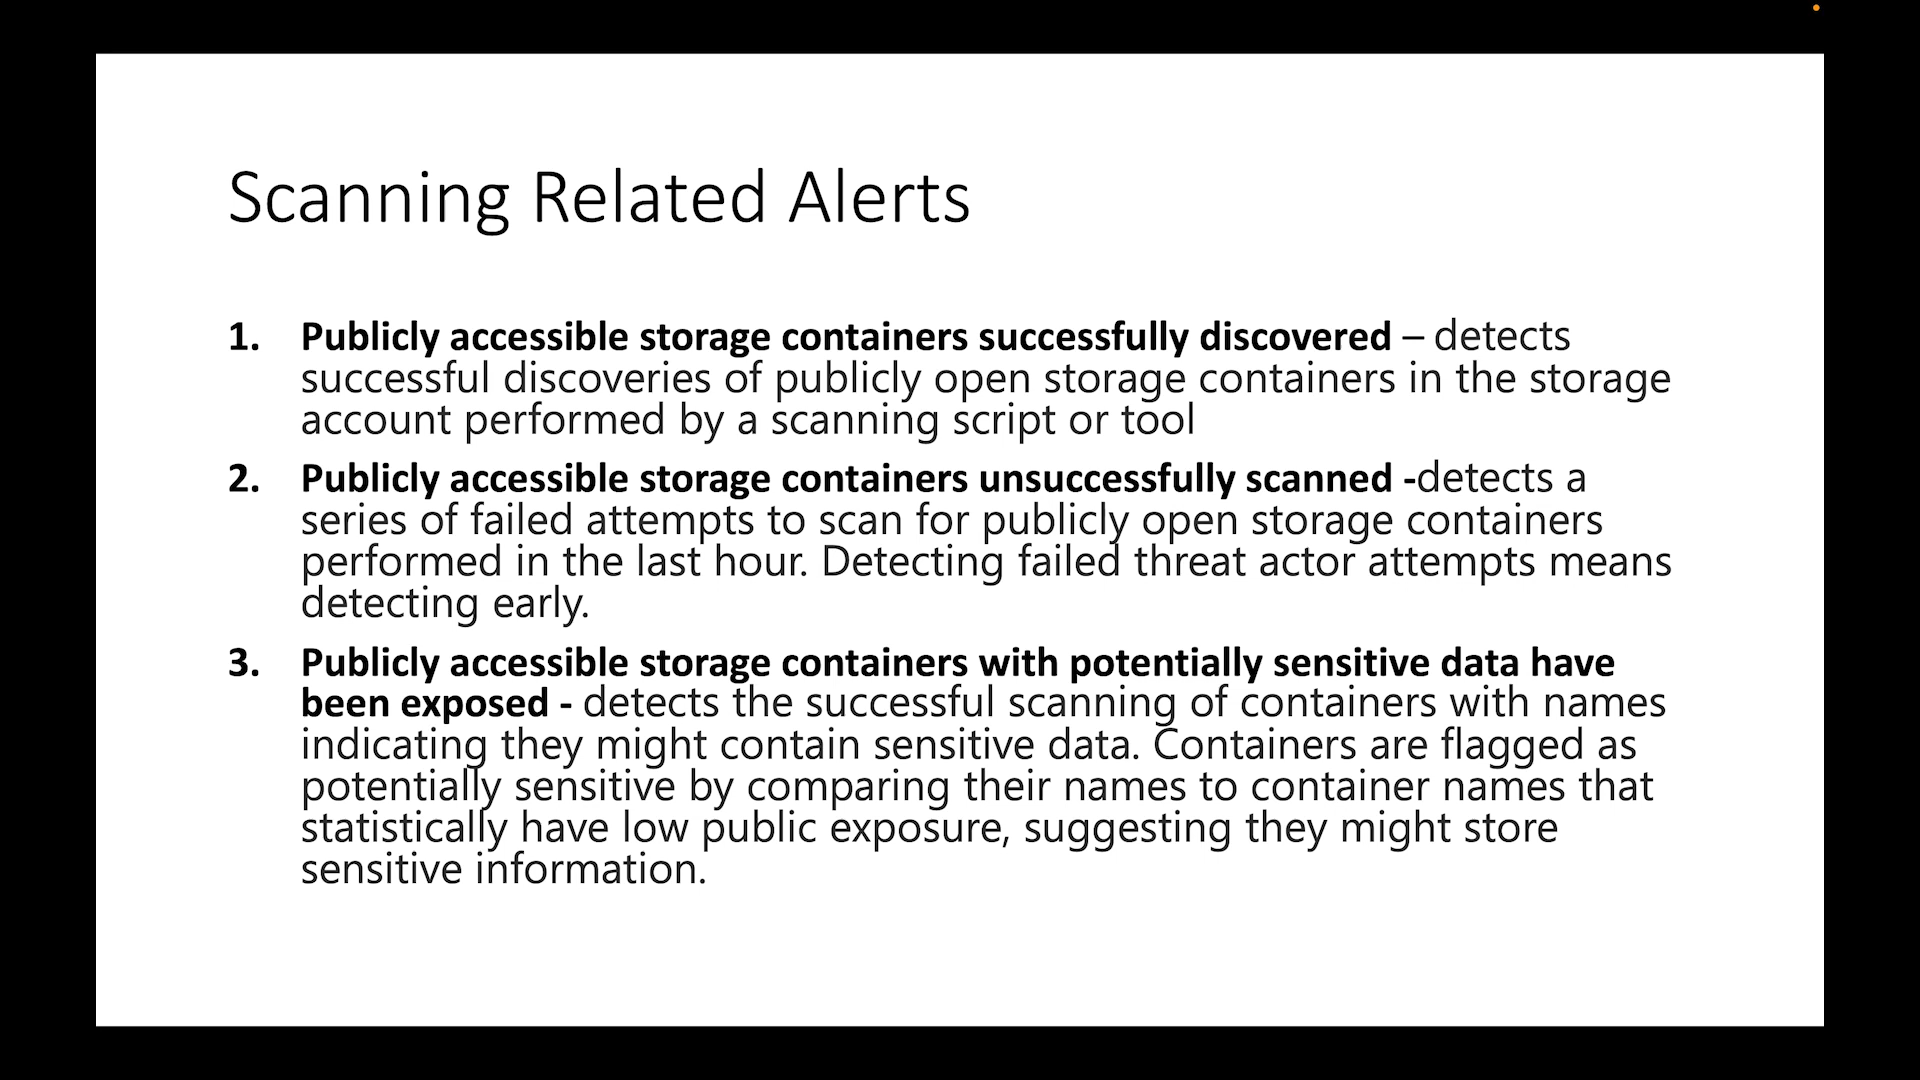 Scanning Related Alerts
1. Publicly accessible storage containers successfully discovered – detects
successful discoveries of publicly open storage containers in the storage
account performed by a scanning script or tool
2. Publicly accessible storage containers unsuccessfully scanned -detects a
series of failed attempts to scan for publicly open storage containers
performed in the last hour. Detecting failed threat actor attempts means
detecting early.
3. Publicly accessible storage containers with potentially sensitive data have
been exposed - detects the successful scanning of containers with names
indicating they might contain sensitive data. Containers are flagged as
potentially sensitive by comparing their names to container names that
statistically have low public exposure, suggesting they might store
sensitive information.